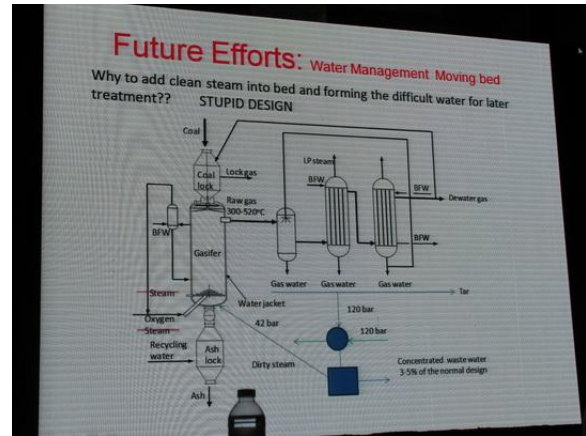 Future Efforts: Water Management Moving bed
Why to add clean steam into bed and forming the difficult water for later
treatment?? STUPID DESIGN
Coal
Coal
lock
Lock gas
Raw gas
300-520°C
LP steam
BFW
BFW
Dewater gas
BFW
Gasifer
BFW
Gas water
Gas water
Gas water
Tar
Steam
Water jacket
Oxygen
Steam
42 bar
120 bar
120 bar
Recycling
water
Ash
lock
Dirty steam
Concentrated waste water
3-5% of the normal design
Ash